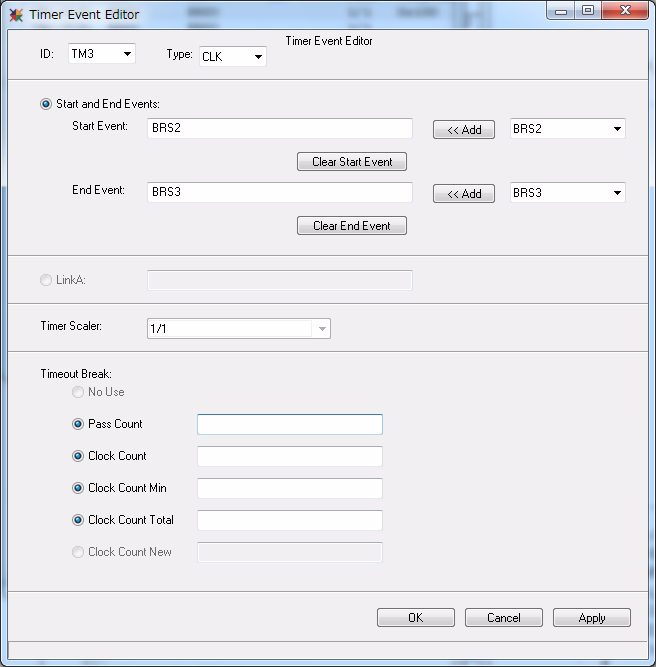 Timer Event Editor
Timer Event Editor
ID: TM3 Type: CLK
Start and End Events:
Start Event: BRS2 << Add BRS2
Clear Start Event
End Event: BRS3 << Add BRS3
Clear End Event
LinkA:
Timer Scaler: 1/1
Timeout Break:
No Use
Pass Count
Clock Count
Clock Count Min
Clock Count Total
Clock Count New
OK Cancel Apply